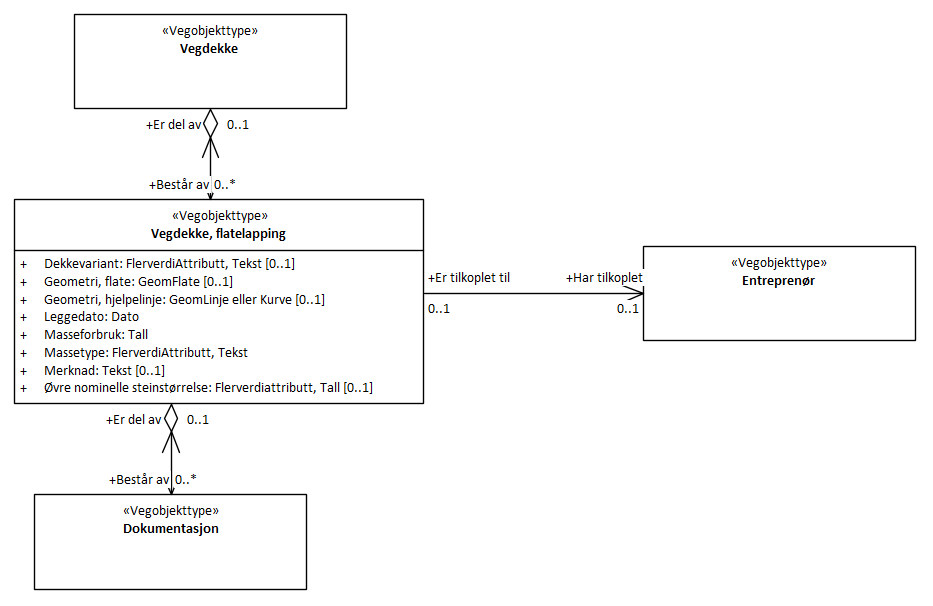 «Vegobjekttype»
Vegdekke
+Er del av 0..1
+Består av 0..*
«Vegobjekttype»
Vegdekke, flatelapping
+ Dekkevariant: FlerverdiAttributt, Tekst [0..1]
+ Geometri, flate: GeomFlate [0..1]
+ Geometri, hjelpelinje: GeomLinje eller Kurve [0..1]
+ Leggedato: Dato
+ Masseforbruk: Tall
+ Massetype: FlerverdiAttributt, Tekst
+ Merknad: Tekst [0..1]
+ Øvre nominelle steinstørrelse: Flerverdiattributt, Tall [0..1]
+Er tilkoplet til +Har tilkoplet
0..1 0..1
«Vegobjekttype»
Entreprenør
+Er del av 0..1
+Består av 0..*
«Vegobjekttype»
Dokumentasjon